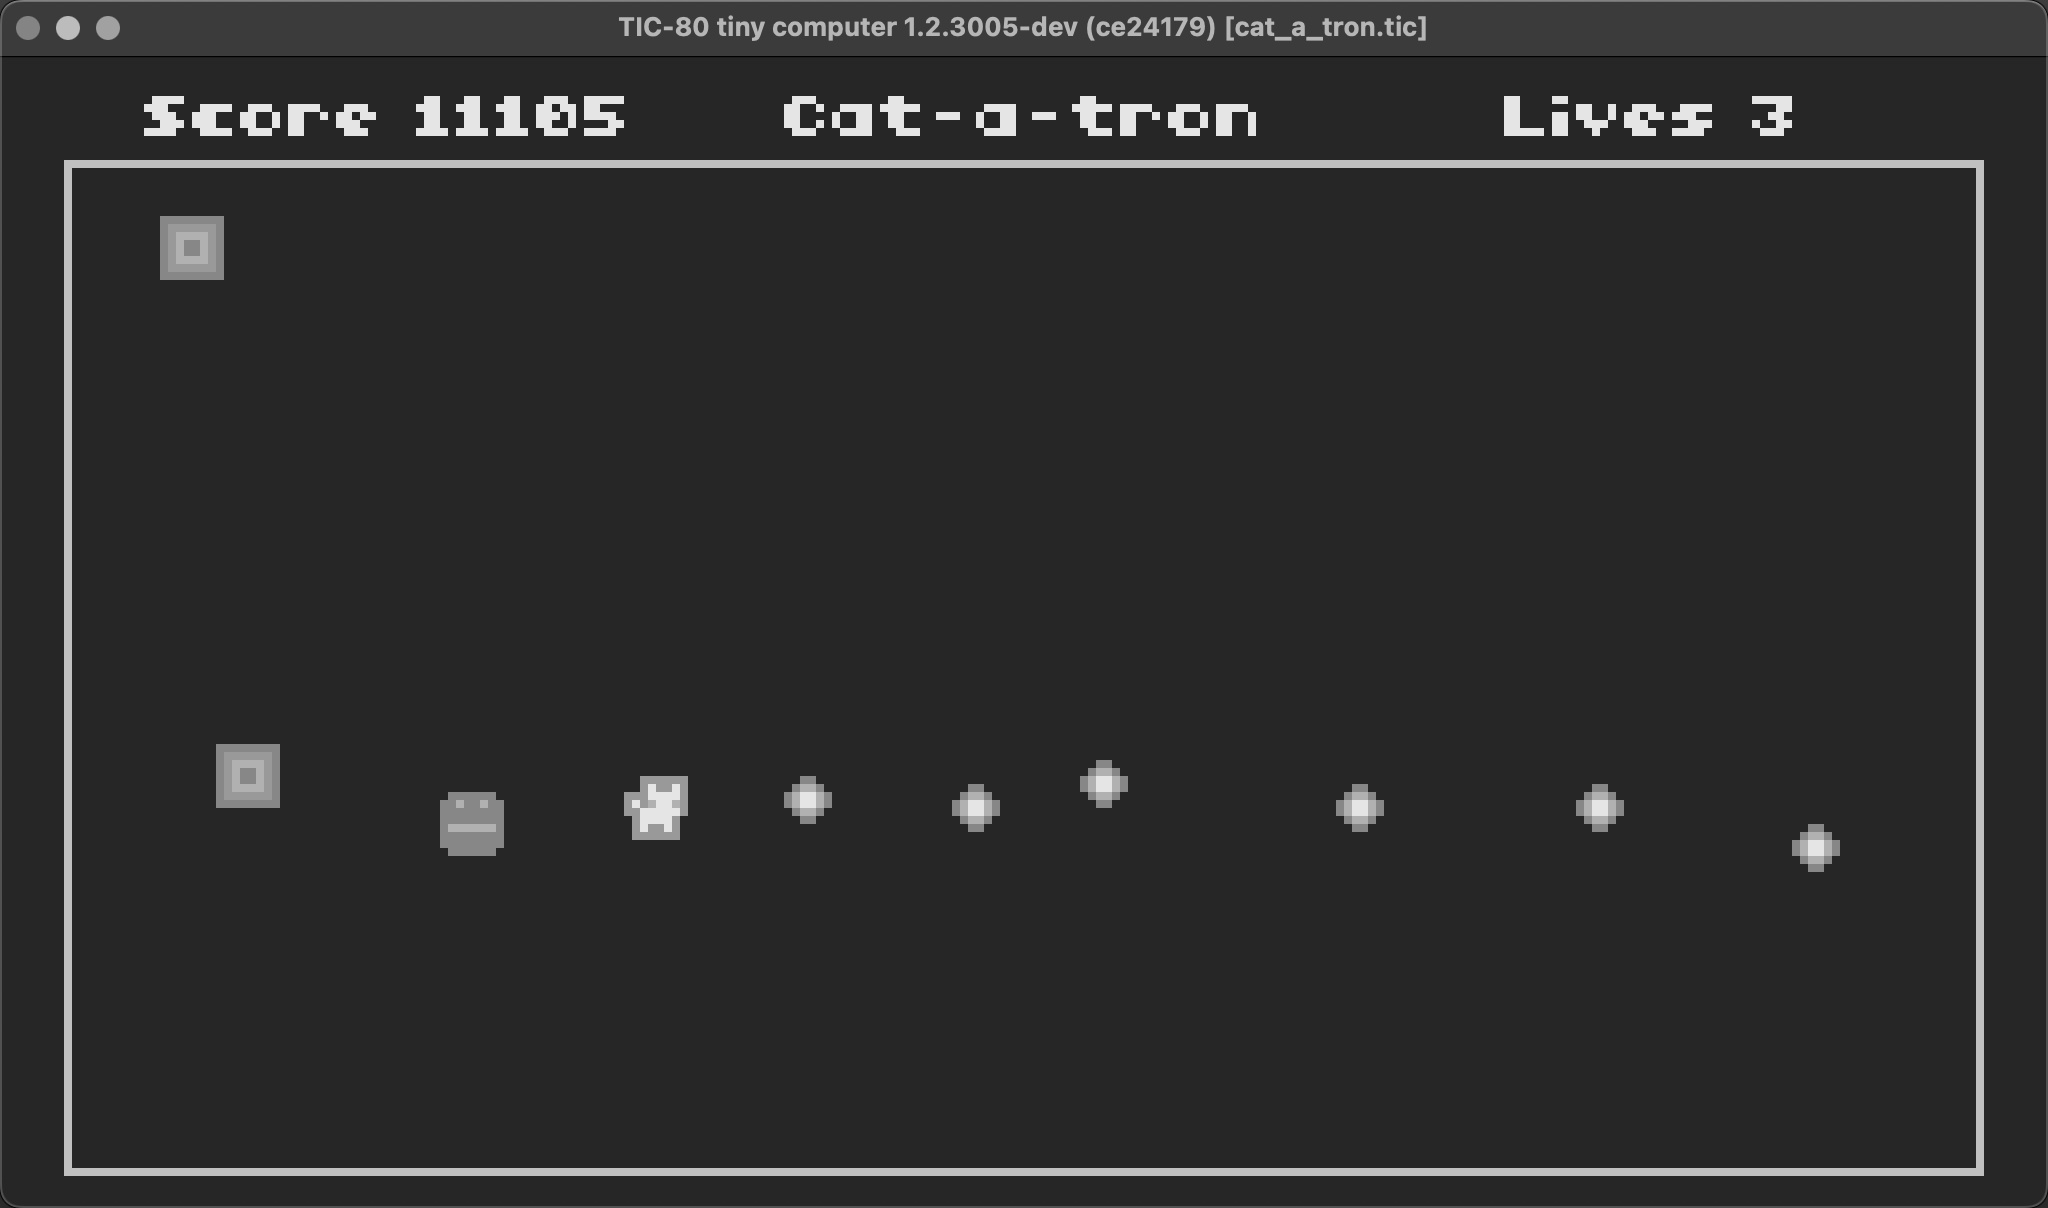 TIC-80 tiny computer 1.2.3005-dev (ce24179) [cat_a_tron.tic]
Score 11105 Cat-a-tron Lives 3